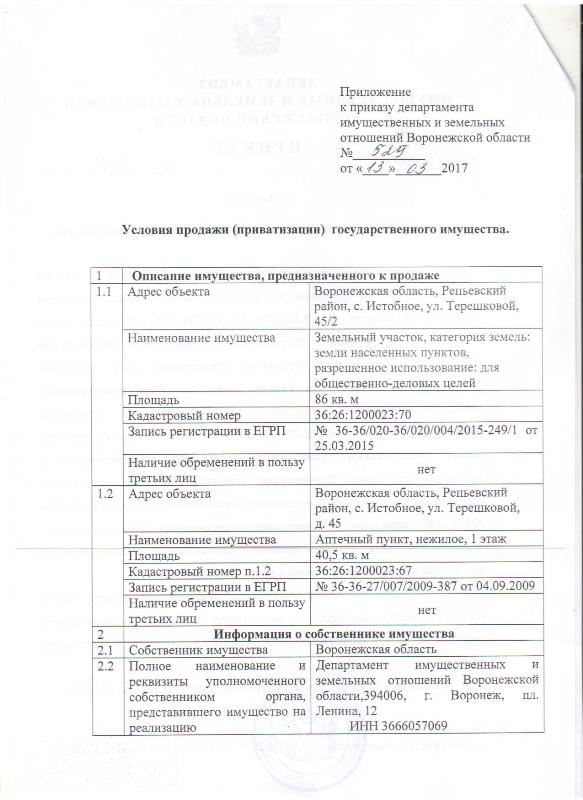 Приложение
к приказу департамента
имущественных и земельных
отношений Воронежской области
№ 529
от « 13 » 03 2017
Условия продажи (приватизации) государственного имущества.
1 Описание имущества, предназначенного к продаже
1.1 Адрес объекта Воронежская область, Репьевский
район, с. Истобное, ул. Терешковой,
45/2
Наименование имущества Земельный участок, категория земель:
земли населенных пунктов,
разрешенное использование: для
общественно-деловых целей
Площадь 86 кв. м
Кадастровый номер 36:26:1200023:70
Запись регистрации в ЕГРП № 36-36/020-36/020/004/2015-249/1 от
25.03.2015
Наличие обременений в пользу
третьих лиц нет
1.2 Адрес объекта Воронежская область, Репьевский
район, с. Истобное, ул. Терешковой,
д. 45
Наименование имущества Аптечный пункт, нежилое, 1 этаж
Площадь 40,5 кв. м
Кадастровый номер п.1.2 36:26:1200023:67
Запись регистрации в ЕГРП № 36-36-27/007/2009-387 от 04.09.2009
Наличие обременений в пользу
третьих лиц нет
2 Информация о собственнике имущества
2.1 Собственник имущества Воронежская область
2.2 Полное наименование и Департамент имущественных и
реквизиты уполномоченного земельных отношений Воронежской
собственником органа, области,394006, г. Воронеж, пл.
представившего имущество на Ленина, 12
реализацию ИНН 3666057069